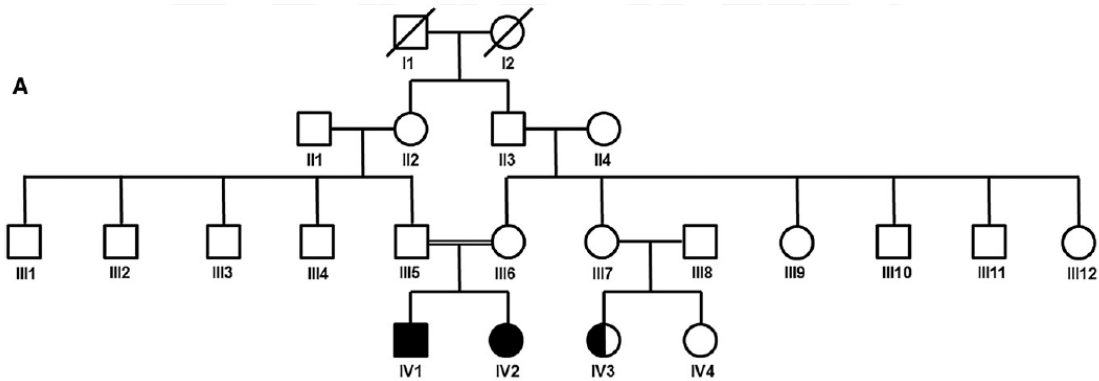 I1 I2
A
II1 II2 II3 II4
III1 III2 III3 III4 III5 III6 III7 III8 III9 III10 III11 III12
IV1 IV2 IV3 IV4